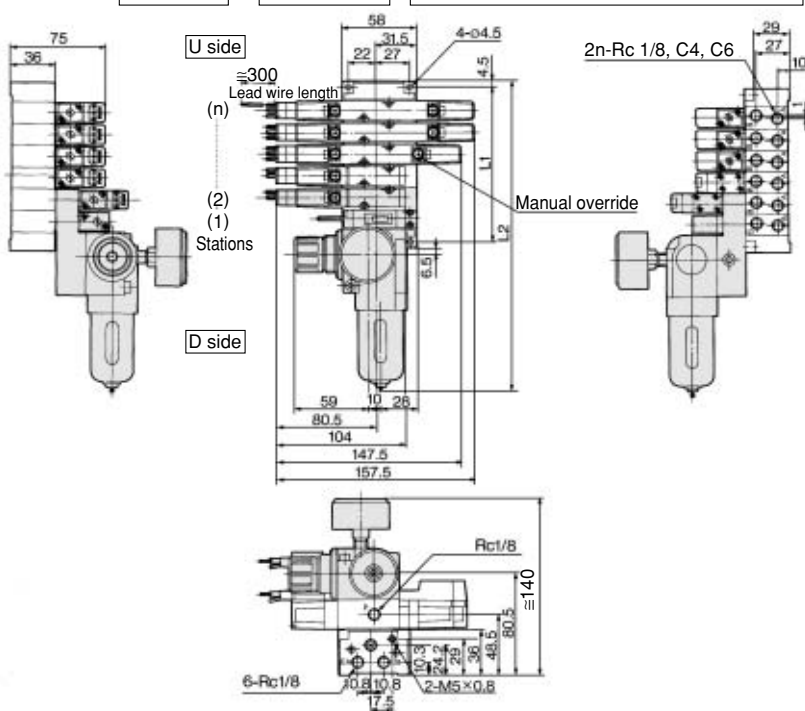 75
36
U side
58
31.5
22
27
4-ø4.5
4.5
≅300
Lead wire length
(n)
(2)
(1)
Stations
L1
L2
Manual override
6.5
D side
59
10
28
80.5
104
147.5
157.5
29
27
10
2n-Rc 1/8, C4, C6
1
Rc1/8
≅140
80.5
48.5
36
29
24.2
10.3
6-Rc1/8
10.8
10.8
2-M5×0.8
17.5